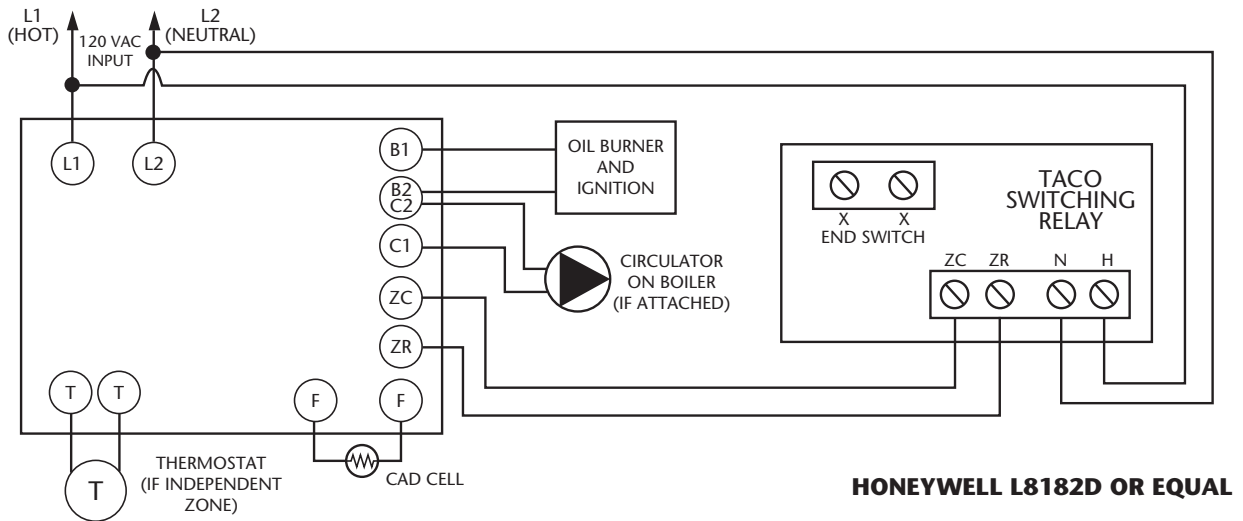 L1
(HOT)
120 VAC
INPUT
L2
(NEUTRAL)
L1
L2
B1
B2
C2
C1
ZC
ZR
F
F
T
T
T
OIL BURNER
AND
IGNITION
CIRCULATOR
ON BOILER
(IF ATTACHED)
X X
END SWITCH
TACO
SWITCHING
RELAY
ZC ZR N H
THERMOSTAT
(IF INDEPENDENT
ZONE)
CAD CELL
HONEYWELL L8182D OR EQUAL